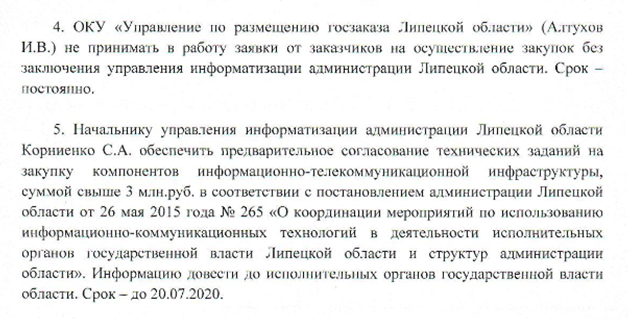 4. ОКУ «Управление по размещению госзаказа Липецкой области» (Алтухов
И.В.) не принимать в работу заявки от заказчиков на осуществление закупок без
заключения управления информатизации администрации Липецкой области. Срок –
постоянно.
5. Начальнику управления информатизации администрации Липецкой области
Корниенко С.А. обеспечить предварительное согласование технических заданий на
закупку компонентов информационно-телекоммуникационной инфраструктуры,
суммой свыше 3 млн.руб. в соответствии с постановлением администрации Липецкой
области от 26 мая 2015 года № 265 «О координации мероприятий по использованию
информационно-коммуникационных технологий в деятельности исполнительных
органов государственной власти Липецкой области и структур администрации
области». Информацию довести до исполнительных органов государственной власти
области. Срок – до 20.07.2020.